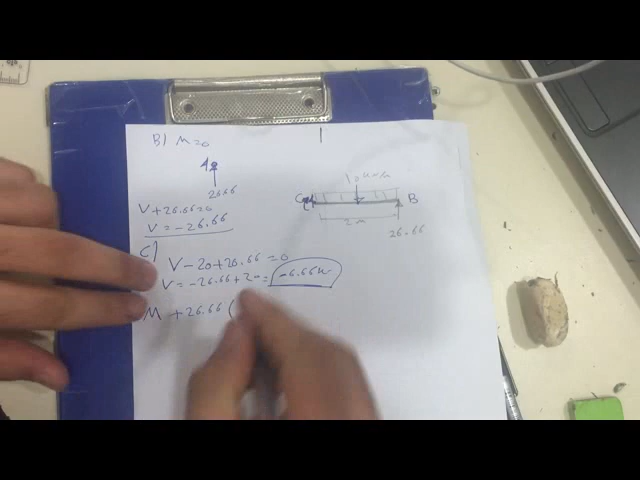 B) M=0
26.66
V+26.66=0
V = -26.66
C)
V-20+26.66=0
V = -26.66+20= -6.66k
M +26.66 (
10
C B
2m
26.66